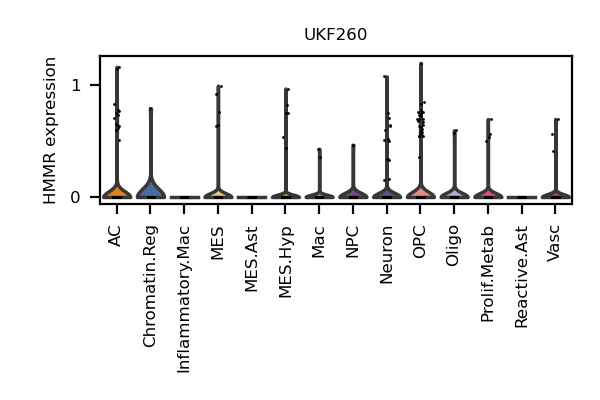 UKF260
HMMR expression
1
0
AC
Chromatin.Reg
Inflammatory.Mac
MES
MES.Ast
MES.Hyp
Mac
NPC
Neuron
OPC
Oligo
Prolif.Metab
Reactive.Ast
Vasc